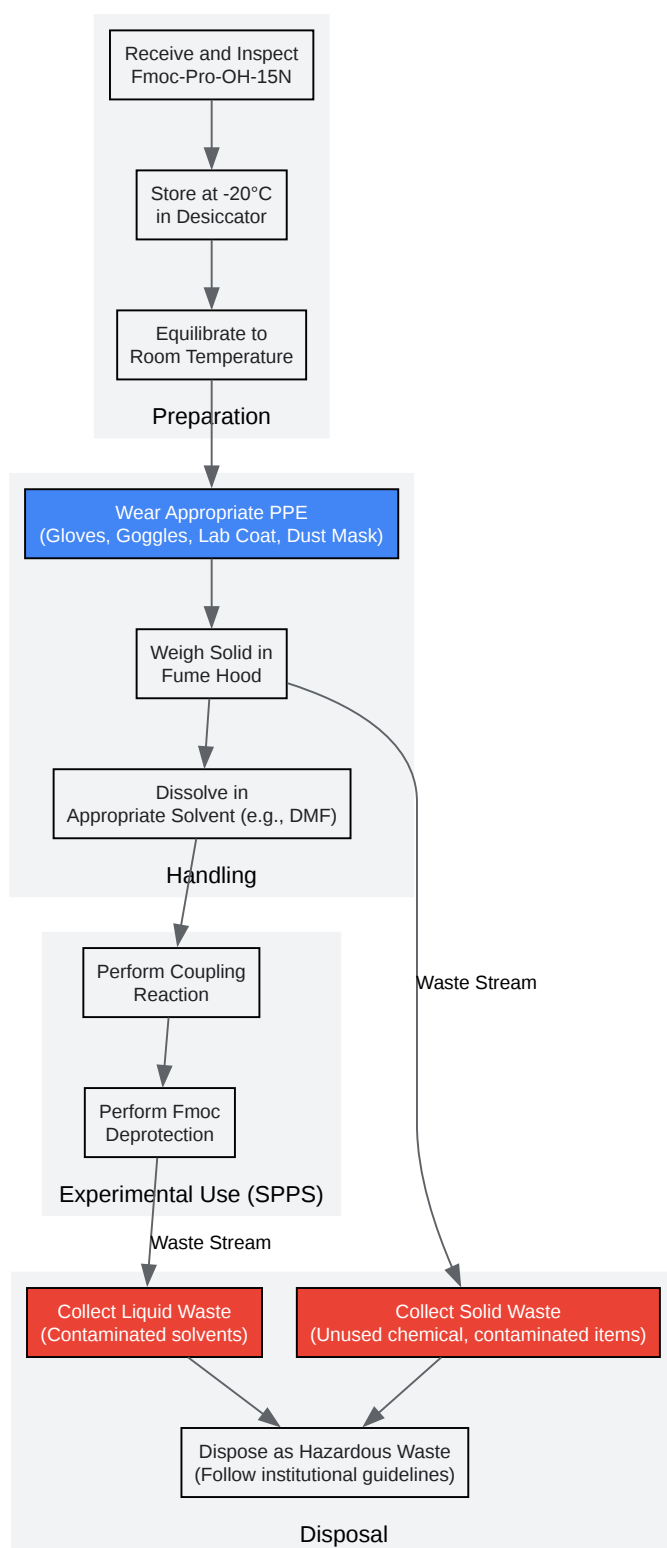 Receive and Inspect
Fmoc-Pro-OH-15N
Store at -20°C
in Desiccator
Equilibrate to
Room Temperature
Preparation
Wear Appropriate PPE
(Gloves, Goggles, Lab Coat, Dust Mask)
Weigh Solid in
Fume Hood
Dissolve in
Appropriate Solvent (e.g., DMF)
Handling
Perform Coupling
Reaction
Waste Stream
Perform Fmoc
Deprotection
Experimental Use (SPPS)
Waste Stream
Collect Liquid Waste
(Contaminated solvents)
Collect Solid Waste
(Unused chemical, contaminated items)
Dispose as Hazardous Waste
(Follow institutional guidelines)
Disposal